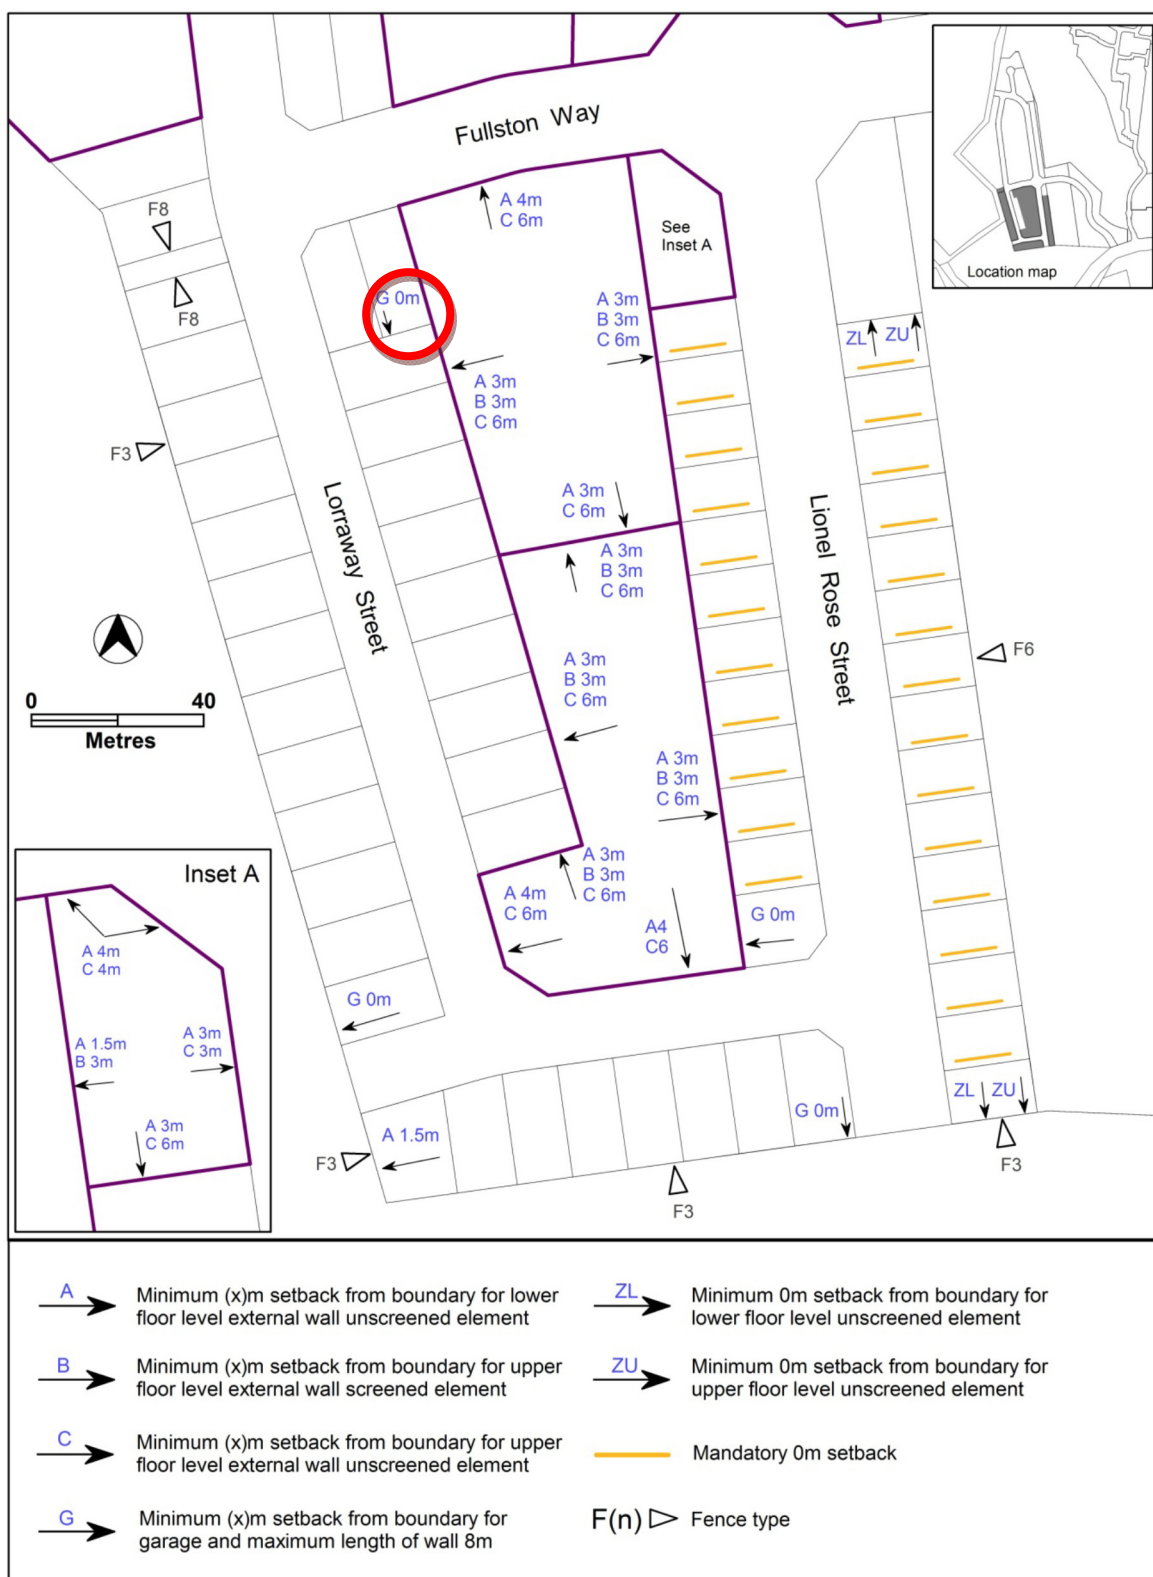 Fullston Way
F8
A 4m
C 6m
See
Inset A
Location map
F8
G 0m
A 3m
B 3m
C 6m
ZL
ZU
A 3m
B 3m
C 6m
F3
A 3m
C 6m
Lorraway Street
Lionel Rose Street
A 3m
B 3m
C 6m
F6
A 3m
B 3m
C 6m
0
40
Metres
A 3m
B 3m
C 6m
A 3m
B 3m
C 6m
A 4m
C 6m
A4
C6
G 0m
Inset A
A 4m
C 4m
A 1.5m
B 3m
A 3m
C 3m
A 3m
C 6m
G 0m
ZL
ZU
G 0m
A 1.5m
F3
F3
F3
A
Minimum (x)m setback from boundary for lower
floor level external wall unscreened element
B
Minimum (x)m setback from boundary for upper
floor level external wall screened element
C
Minimum (x)m setback from boundary for upper
floor level external wall unscreened element
G
Minimum (x)m setback from boundary for
garage and maximum length of wall 8m
ZL
Minimum 0m setback from boundary for
lower floor level unscreened element
ZU
Minimum 0m setback from boundary for
upper floor level unscreened element
Mandatory 0m setback
F(n)
Fence type